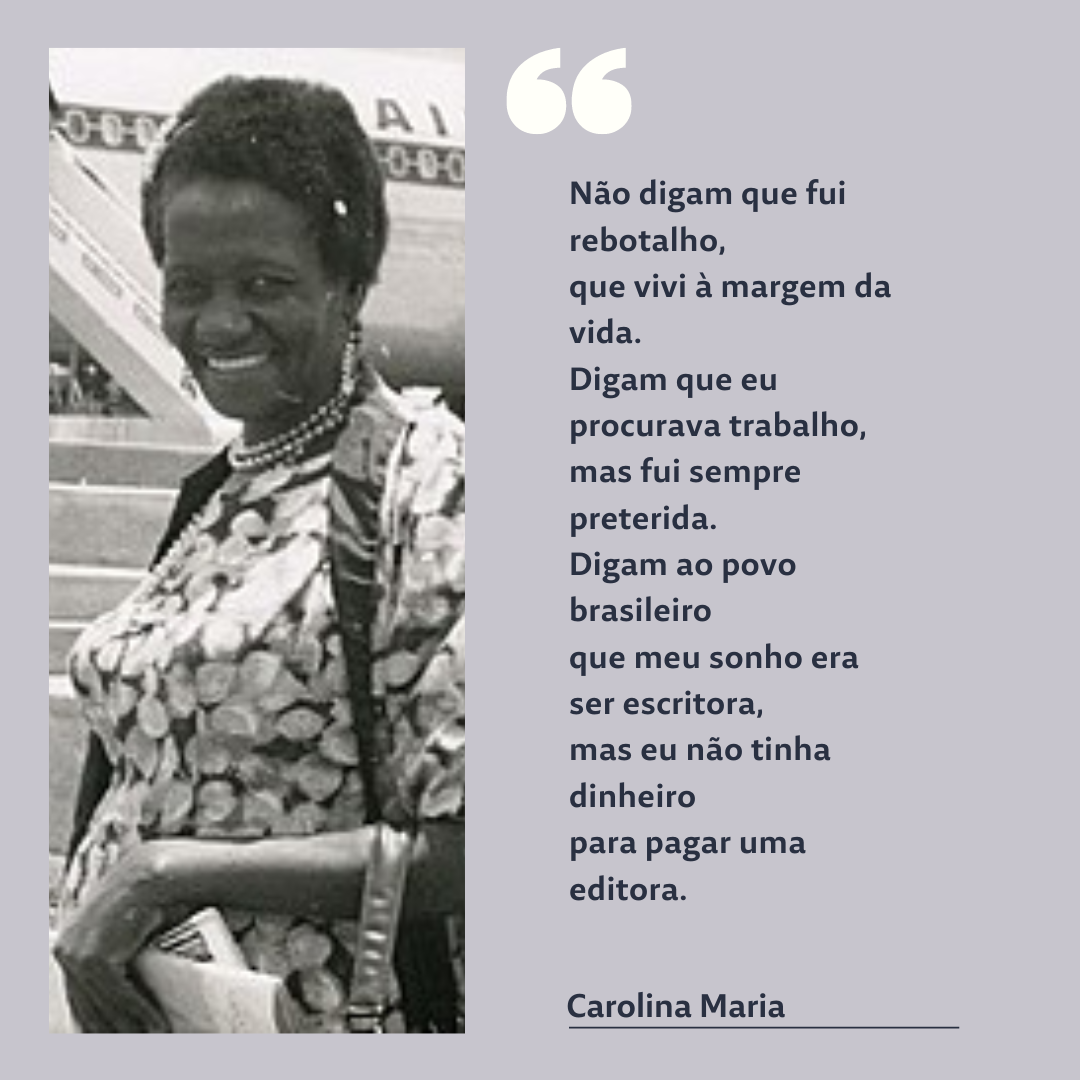 AI
“
Não digam que fui
rebotalho,
que vivi à margem da
vida.
Digam que eu
procurava trabalho,
mas fui sempre
preterida.
Digam ao povo
brasileiro
que meu sonho era
ser escritora,
mas eu não tinha
dinheiro
para pagar uma
editora.
Carolina Maria